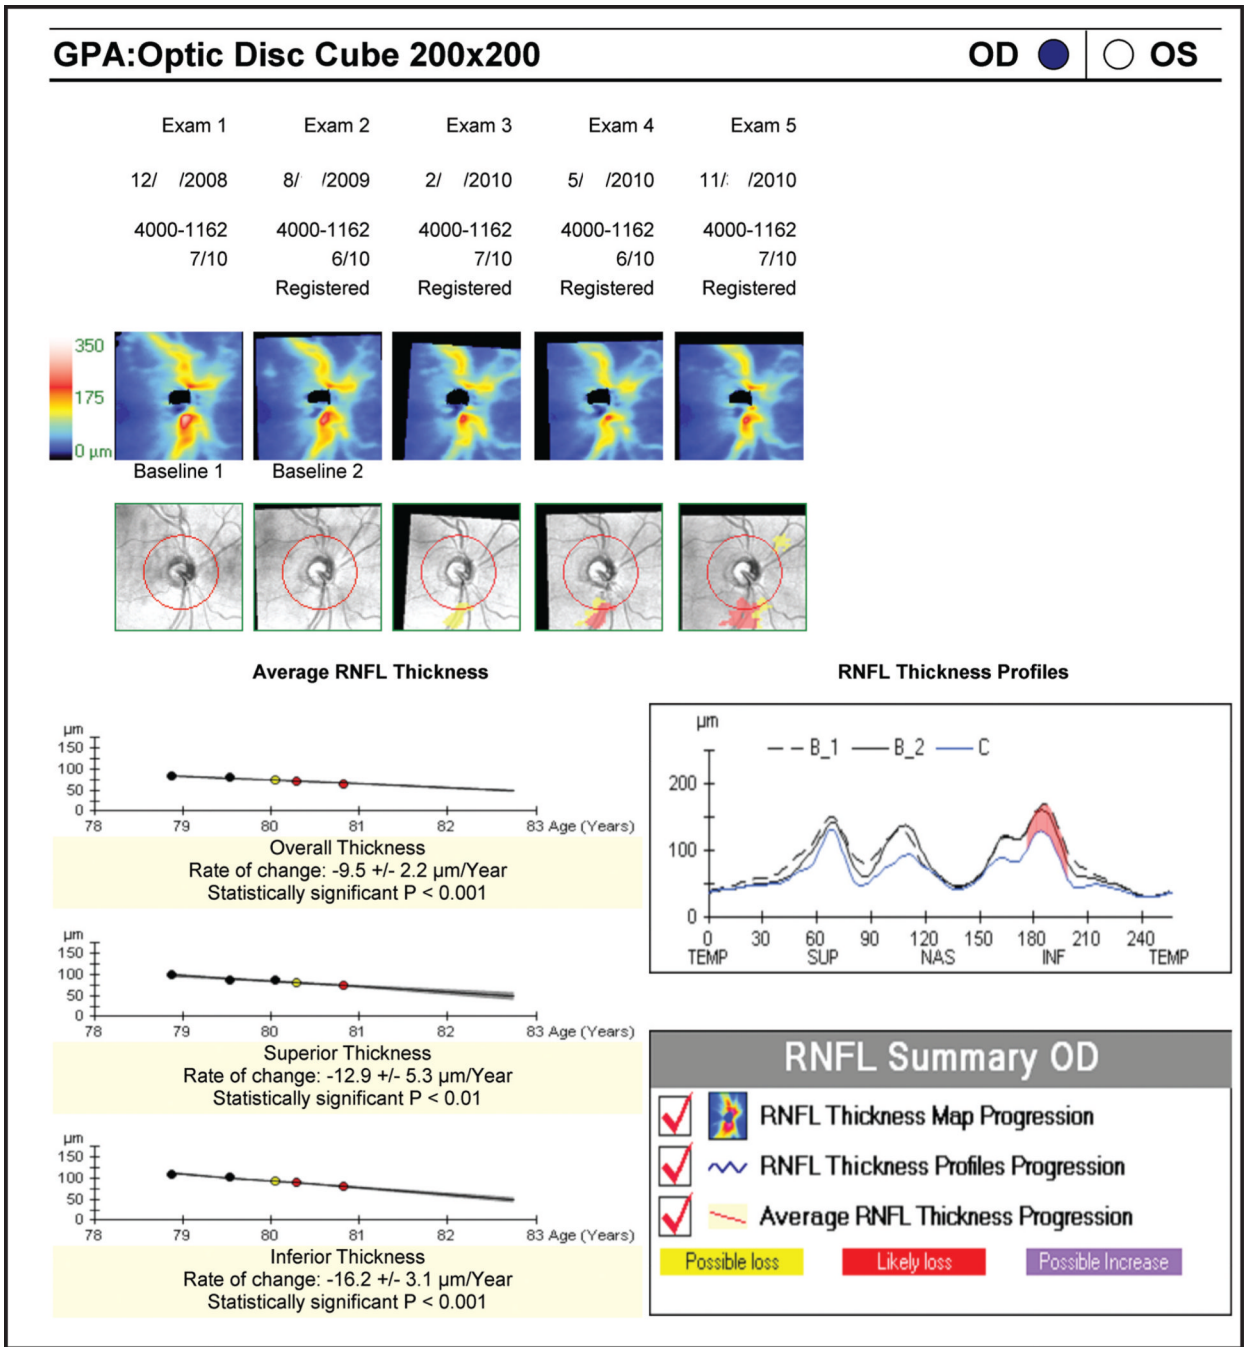 GPA:Optic Disc Cube 200x200 OD OS
Exam 1 Exam 2 Exam 3 Exam 4 Exam 5
12/ /2008 8/ /2009 2/ /2010 5/ /2010 11/ /2010
4000-1162 4000-1162 4000-1162 4000-1162 4000-1162
7/10 6/10 7/10 6/10 7/10
Registered Registered Registered Registered
350
175
0 µm
Baseline 1 Baseline 2
Average RNFL Thickness
µm
150
100
50
0
78 79 80 81 82 83 Age (Years)
Overall Thickness
Rate of change: -9.5 +/- 2.2 µm/Year
Statistically significant P < 0.001
µm
150
100
50
0
78 79 80 81 82 83 Age (Years)
Superior Thickness
Rate of change: -12.9 +/- 5.3 µm/Year
Statistically significant P < 0.01
µm
150
100
50
0
78 79 80 81 82 83 Age (Years)
Inferior Thickness
Rate of change: -16.2 +/- 3.1 µm/Year
Statistically significant P < 0.001
RNFL Thickness Profiles
µm
B_1 B_2 C
200
100
0
0 30 60 90 120 150 180 210 240
TEMP SUP NAS INF TEMP
RNFL Summary OD
RNFL Thickness Map Progression
RNFL Thickness Profiles Progression
Average RNFL Thickness Progression
Possible loss Likely loss Possible Increase